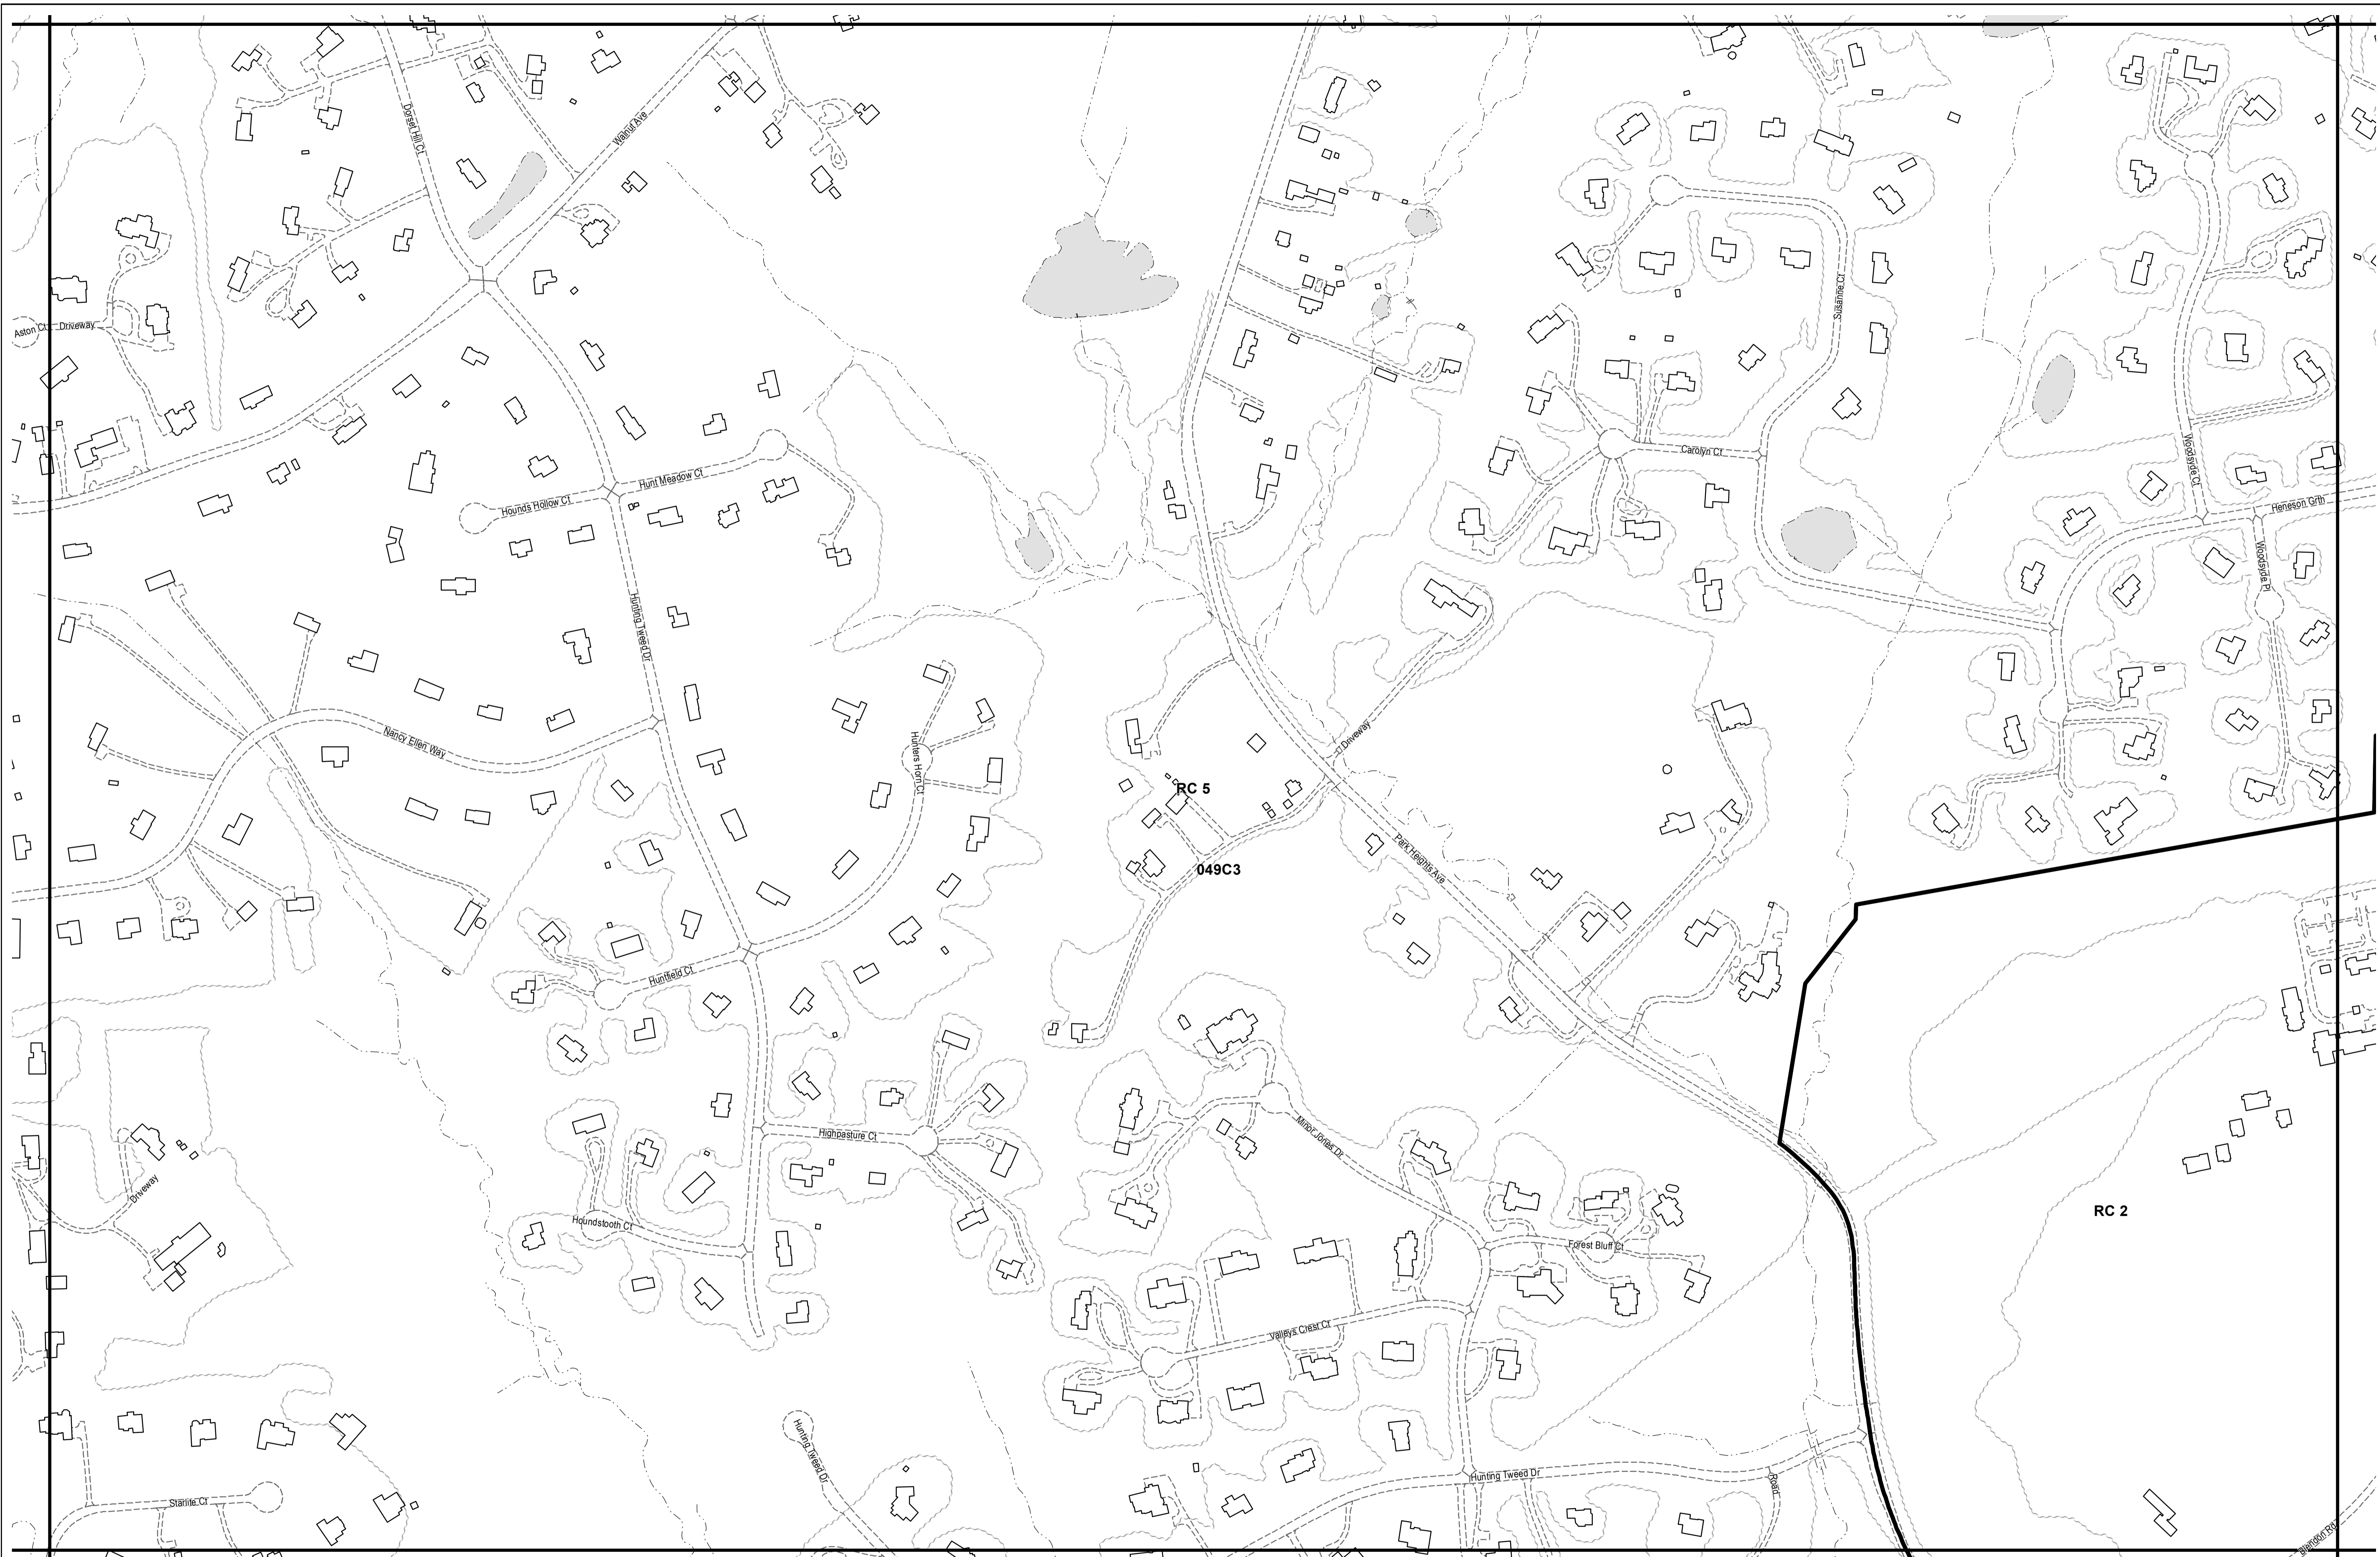 Dorset Hill Ct
Walnut Ave
Aston Ct
Driveway
Susanne Ct
Hunt Meadow Ct
Hounds Hollow Ct
Carolyn Ct
Woodsyde Ct
Heneson Grth
Woodsyde Pl
Hunting Tweed Dr
Nancy Ellen Way
Hunters Horn Ct
Driveway
RC 5
Park Heights Ave
049C3
Huntfield Ct
Highpasture Ct
Minor Jones Dr
Driveway
RC 2
Houndstooth Ct
Forest Bluff Ct
Valleys Crest Ct
Hunting Tweed Dr
Hunting Tweed Dr
Road
Starlite Ct
Glendon Rd